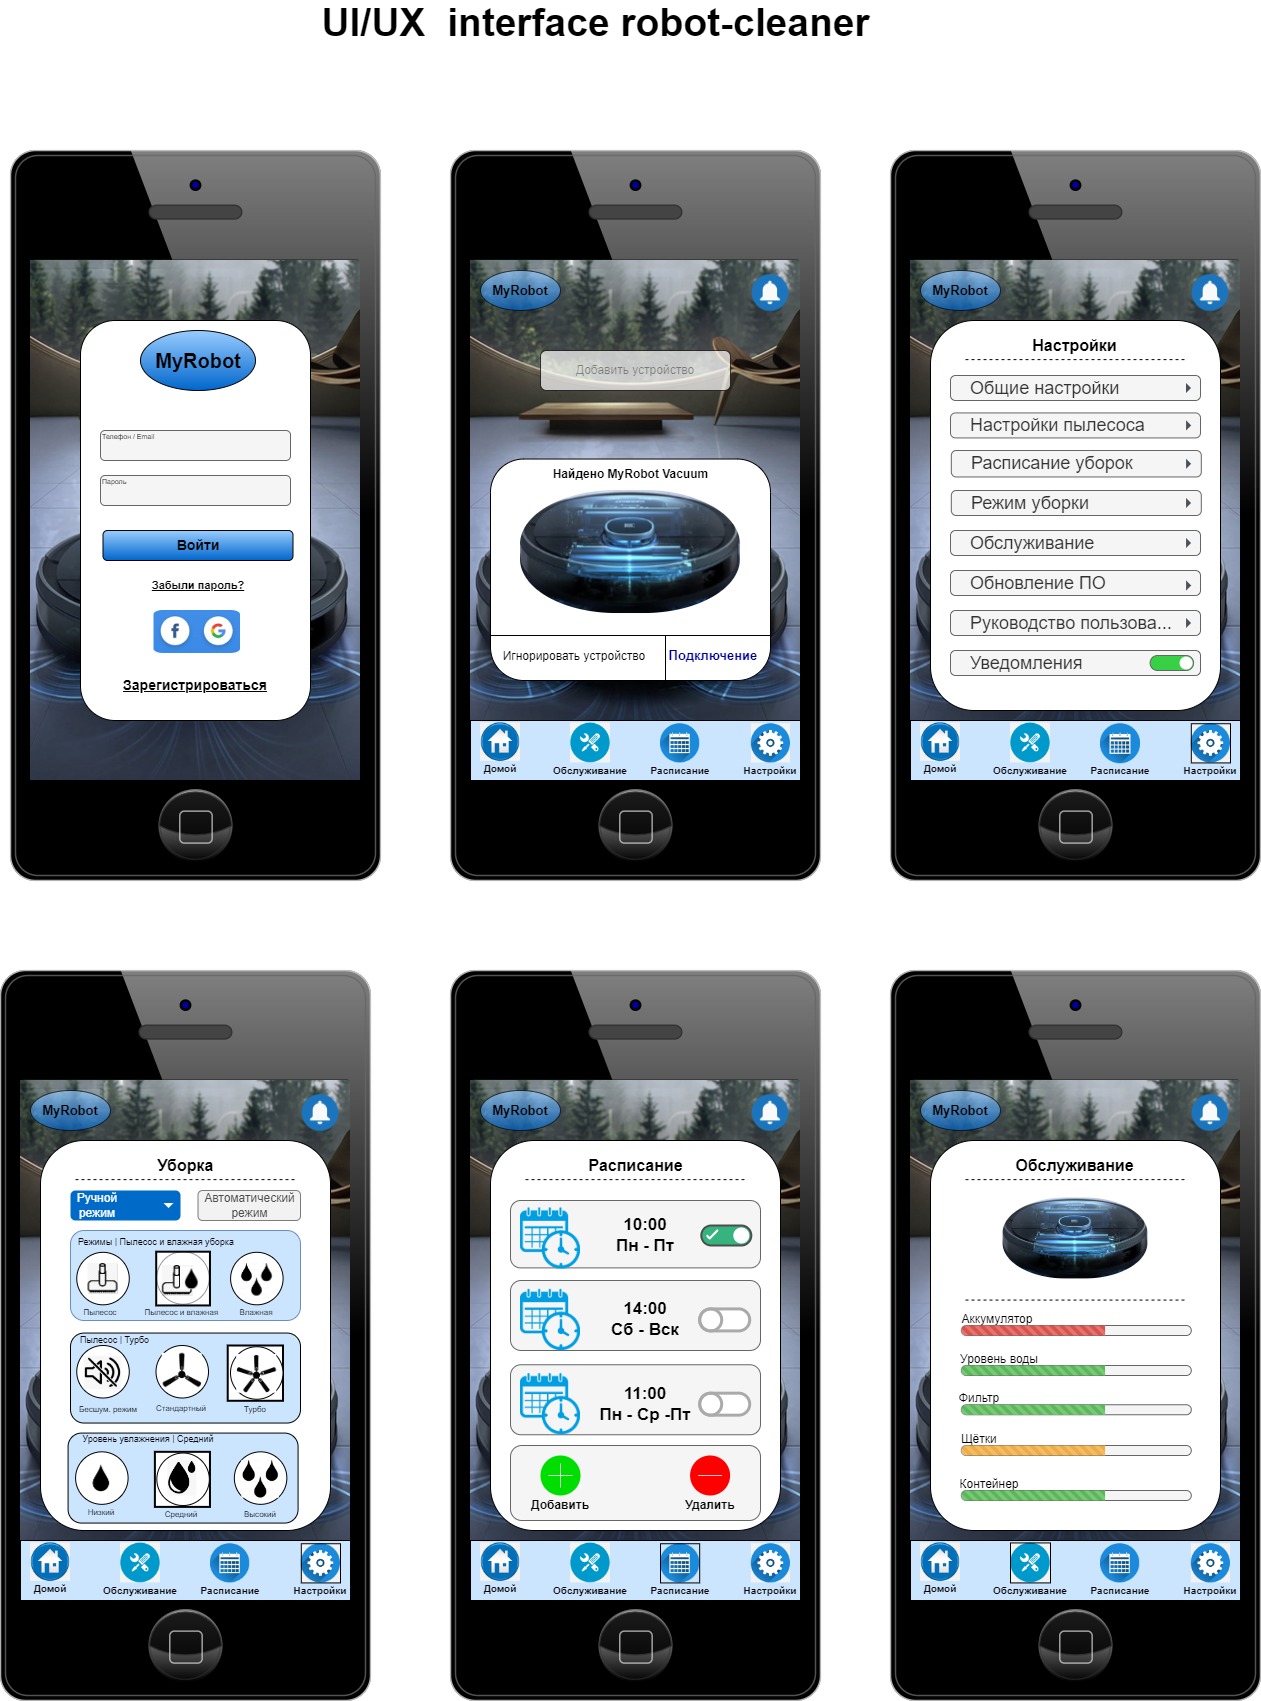 UI/UX interface robot-cleaner
MyRobot
Телефон / Email
Пароль
Войти
Забыли пароль?
f G
Зарегистрироваться
MyRobot
Добавить устройство
Найдено MyRobot Vacuum
Игнорировать устройство
Подключение
Домой
Обслуживание
Расписание
Настройки
MyRobot
Настройки
Общие настройки
Настройки пылесоса
Расписание уборок
Режим уборки
Обслуживание
Обновление ПО
Руководство пользова...
Уведомления
Домой
Обслуживание
Расписание
Настройки
MyRobot
Уборка
Ручной
режим
Автоматический
режим
Режимы | Пылесос и влажная уборка
Пылесос
Пылесос и влажная
Влажная
Пылесос | Турбо
Бесшум. режим
Стандартный
Турбо
Уровень увлажнения | Средний
Низкий
Средний
Высокий
Домой
Обслуживание
Расписание
Настройки
MyRobot
Расписание
10:00
Пн - Пт
14:00
Сб - Вск
11:00
Пн - Ср -Пт
Добавить
Удалить
Домой
Обслуживание
Расписание
Настройки
MyRobot
Обслуживание
Аккумулятор
Уровень воды
Фильтр
Щётки
Контейнер
Домой
Обслуживание
Расписание
Настройки